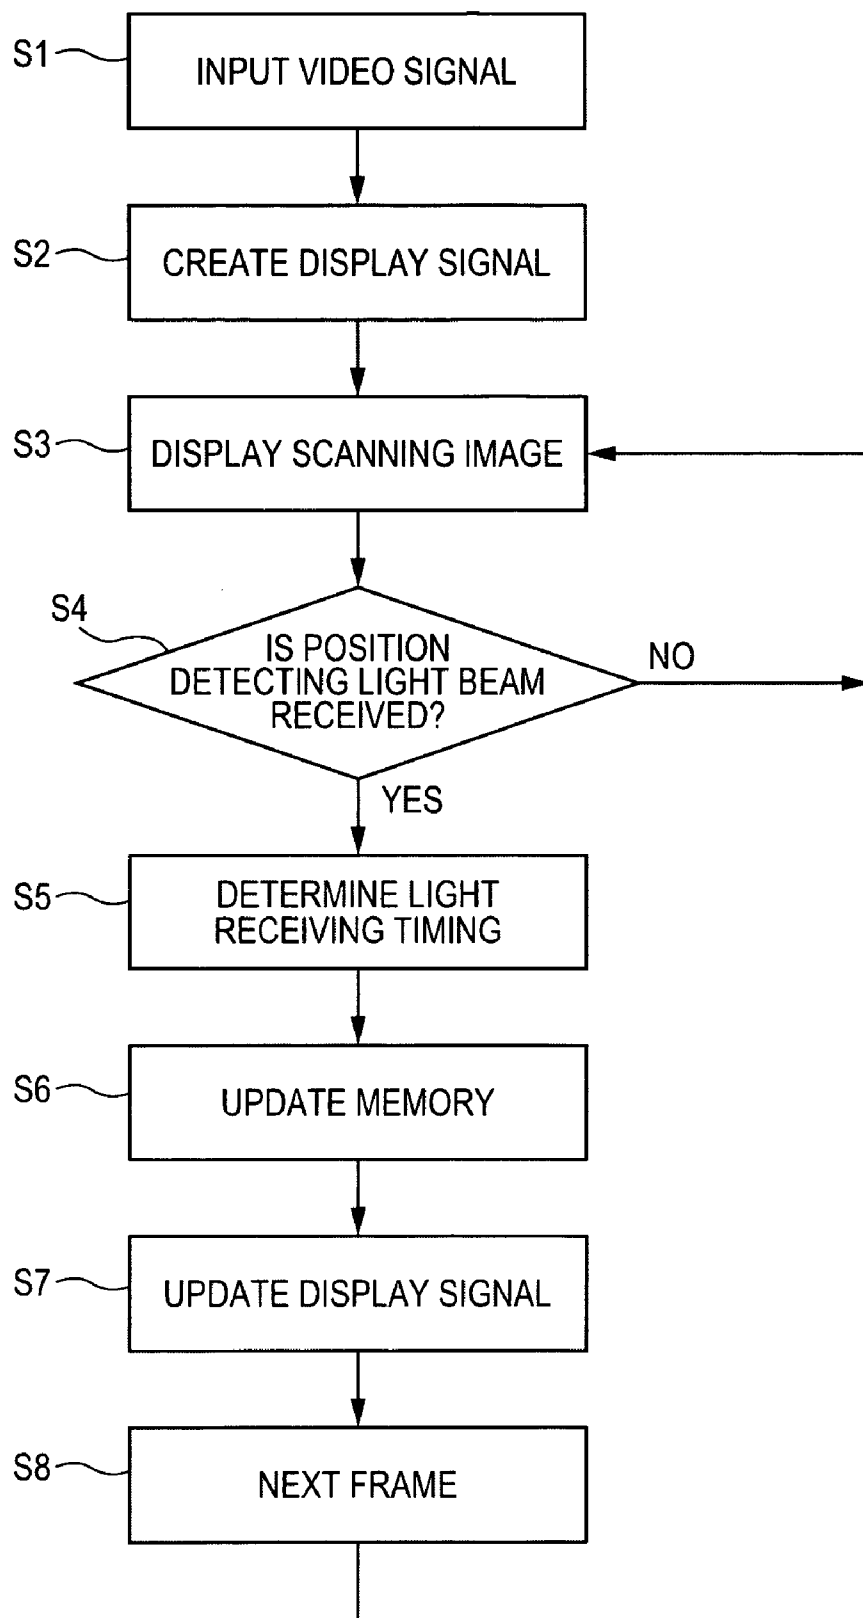 S1
INPUT VIDEO SIGNAL
S2
CREATE DISPLAY SIGNAL
S3
DISPLAY SCANNING IMAGE
S4
IS POSITION
DETECTING LIGHT BEAM
RECEIVED?
NO
YES
S5
DETERMINE LIGHT
RECEIVING TIMING
S6
UPDATE MEMORY
S7
UPDATE DISPLAY SIGNAL
S8
NEXT FRAME